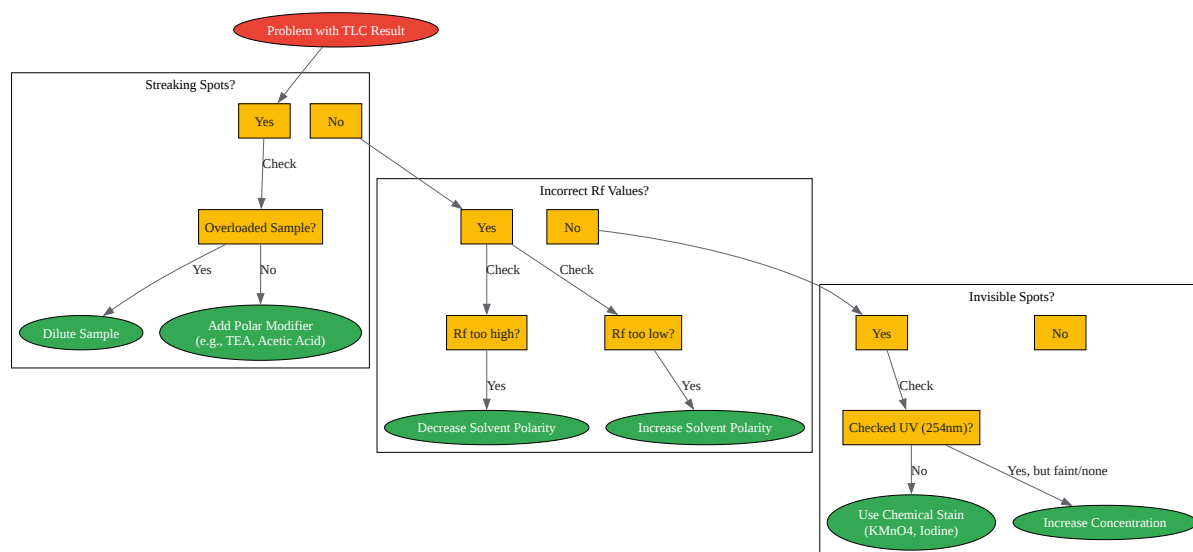 Problem with TLC Result
Streaking Spots?
Yes
No
Check
Overloaded Sample?
Yes
No
Dilute Sample
Add Polar Modifier
(e.g., TEA, Acetic Acid)
Incorrect Rf Values?
Yes
No
Check
Check
Rf too high?
Rf too low?
Yes
Yes
Decrease Solvent Polarity
Increase Solvent Polarity
Invisible Spots?
Yes
No
Check
Checked UV (254nm)?
No
Yes, but faint/none
Use Chemical Stain
(KMnO4, Iodine)
Increase Concentration